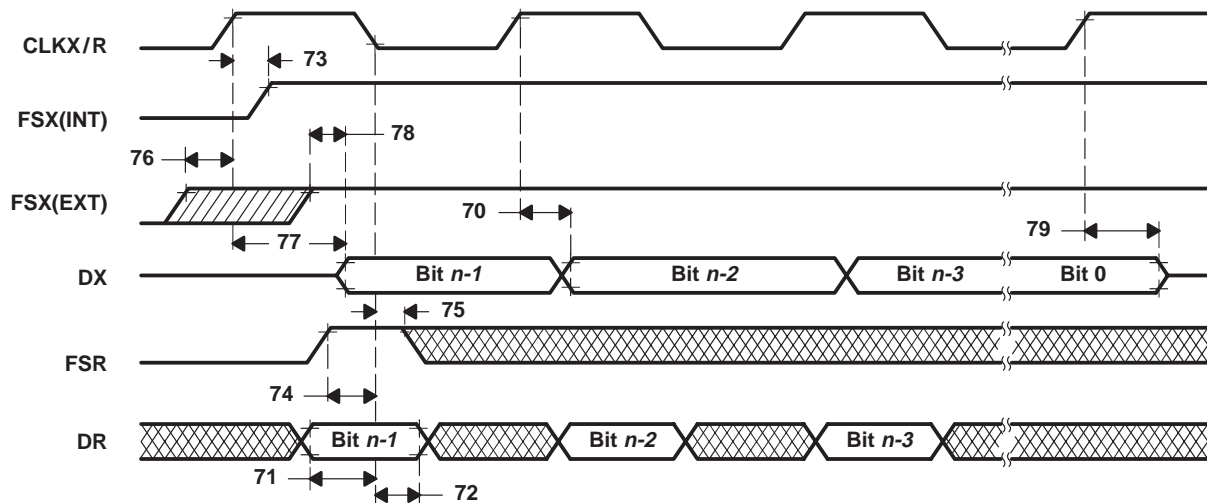 CLKX/R
73
FSX(INT)
78
76
FSX(EXT)
70
77
79
DX
Bit n-1
Bit n-2
Bit n-3
Bit 0
75
FSR
74
DR
Bit n-1
Bit n-2
Bit n-3
71
72